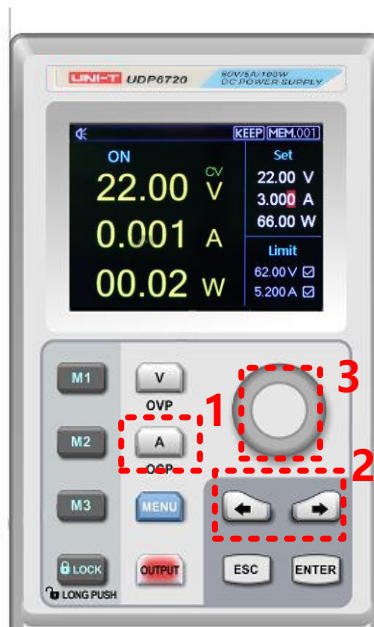 UNI-T UDP6720 60V/5A/100W
DC POWER SUPPLY
KEEP MEM.001
ON Set
22.00 CV V 22.00 V
3.000 A
0.001 A 66.00 W
Limit
00.02 W 62.00 V
5.200 A
M1 V 3
OVP
1
M2 A
OCP
2
M3 MENU
LOCK OUTPUT ESC ENTER
LONG PUSH